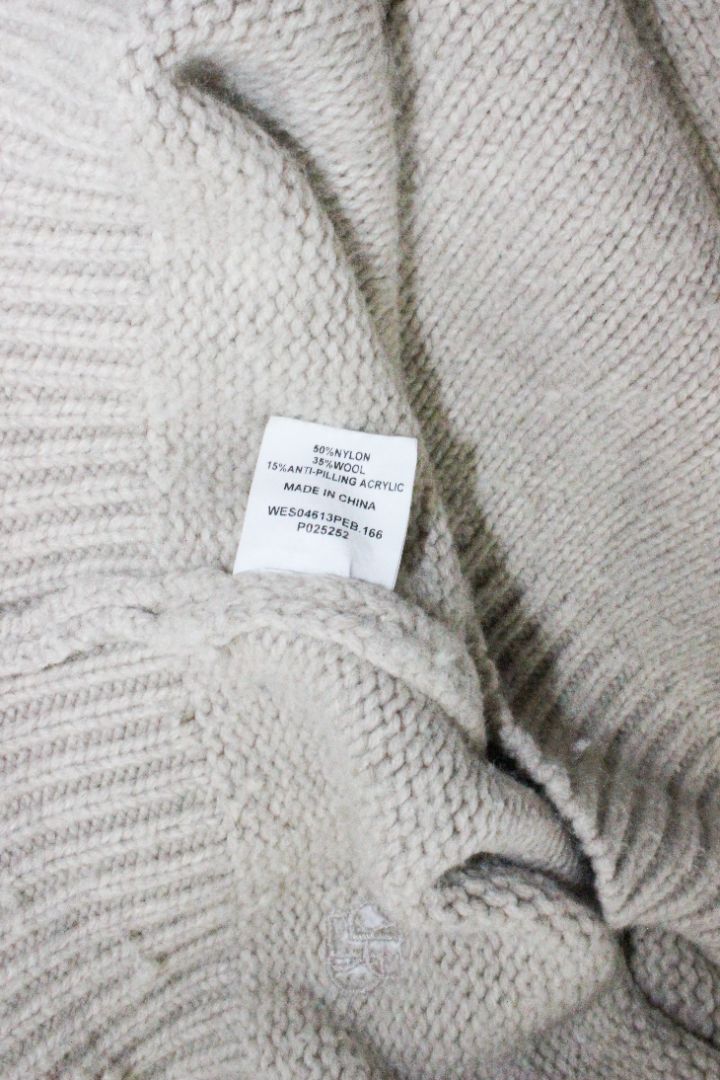 50%NYLON
35%WOOL
15%ANTI-PILLING ACRYLIC
MADE IN CHINA
WES04613PEB.166
P025252